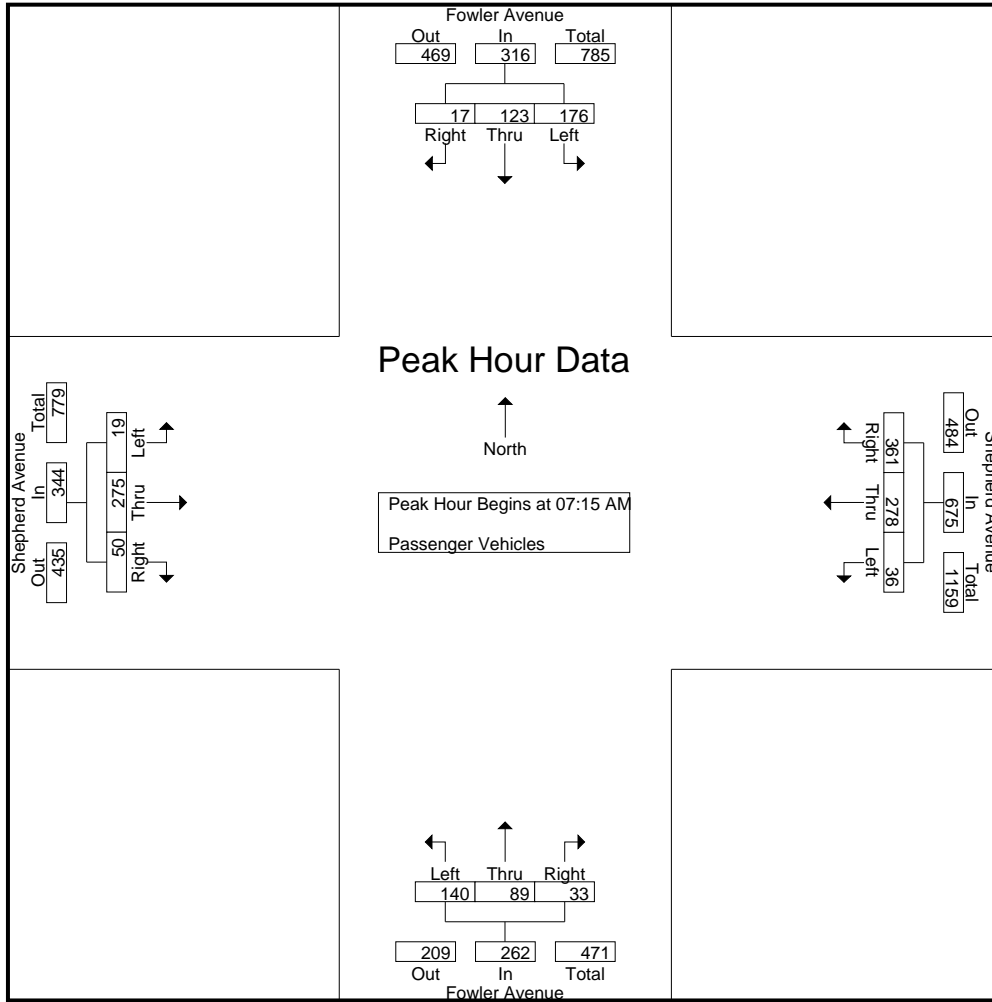 Fowler Avenue
Out In Total
469 316 785
17 123 176
Right Thru Left
Peak Hour Data
North
Peak Hour Begins at 07:15 AM
Passenger Vehicles
Shepherd Avenue
Total In Out
779 344 435
19 275 50
Left Thru Right
Right Thru Left
361 278 36
484 675 1159
Out In Total
Shepherd Avenue
Left Thru Right
140 89 33
209 262 471
Out In Total
Fowler Avenue